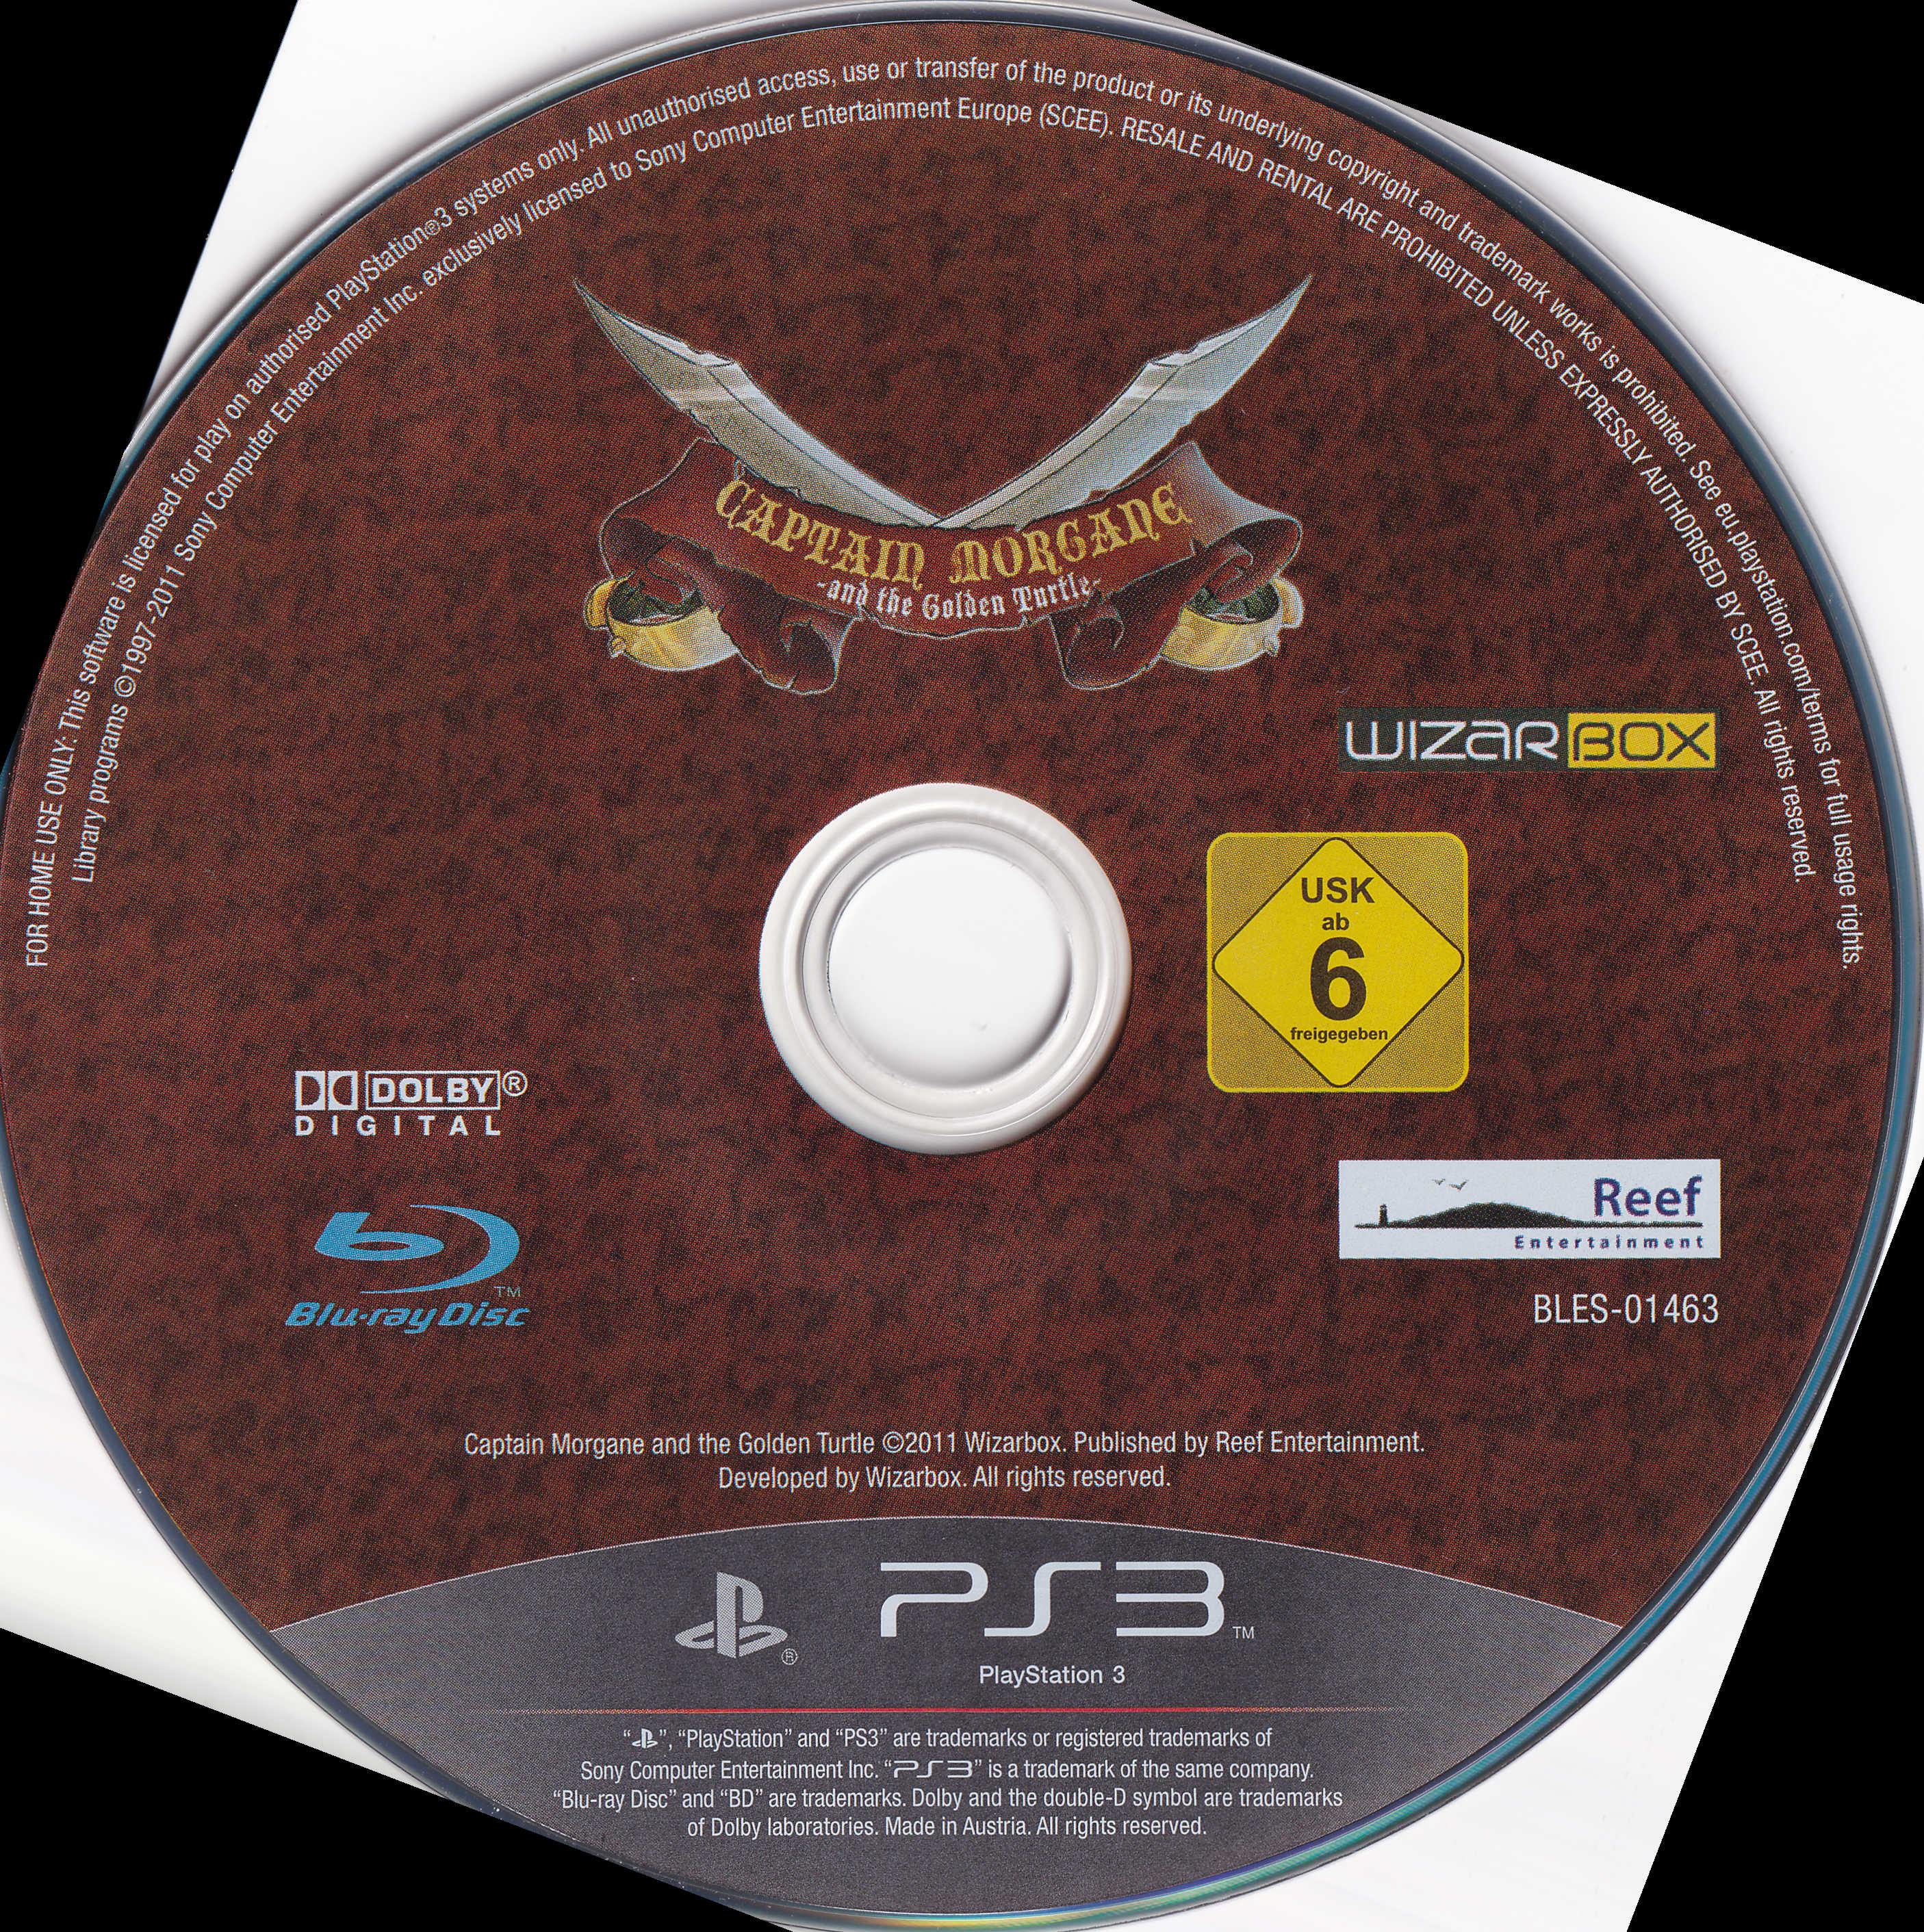 FOR HOME USE ONLY: This software is licensed for play on authorised PlayStation®3 systems only. All unauthorised access, use or transfer of the product or its underlying copyright and trademark works is prohibited. See eu.playstation.com/terms for full usage rights.
Library programs ©1997-2011 Sony Computer Entertainment Inc. exclusively licensed to Sony Computer Entertainment Europe (SCEE). RESALE AND RENTAL ARE PROHIBITED UNLESS EXPRESSLY AUTHORISED BY SCEE. All rights reserved.
CAPTAIN MORGANE
-and the Golden Turtle-
WIZARBOX
USK
ab
6
freigegeben
DOLBY®
DIGITAL
Blu-ray Disc™
Reef
Entertainment
BLES-01463
Captain Morgane and the Golden Turtle ©2011 Wizarbox. Published by Reef Entertainment.
Developed by Wizarbox. All rights reserved.
® PS3™
PlayStation 3
“”, “PlayStation” and “PS3” are trademarks or registered trademarks of
Sony Computer Entertainment Inc. “PS3” is a trademark of the same company.
“Blu-ray Disc” and “BD” are trademarks. Dolby and the double-D symbol are trademarks
of Dolby laboratories. Made in Austria. All rights reserved.